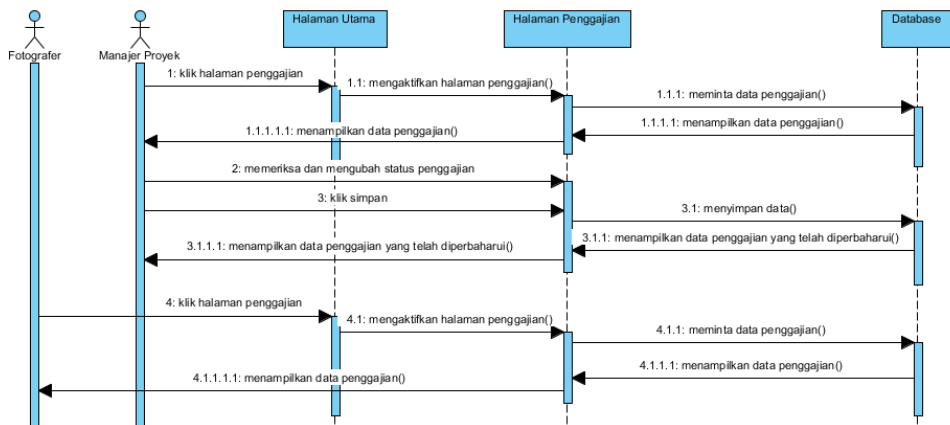 Halaman Utama
Halaman Penggajian
Database
Fotografer
Manajer Proyek
1: klik halaman penggajian
1.1: mengaktifkan halaman penggajian()
1.1.1: meminta data penggajian()
1.1.1.1: menampilkan data penggajian()
1.1.1.1.1: menampilkan data penggajian()
2: memeriksa dan mengubah status penggajian
3: klik simpan
3.1: menyimpan data()
3.1.1: menampilkan data penggajian yang telah diperbaharui()
3.1.1.1: menampilkan data penggajian yang telah diperbaharui()
4: klik halaman penggajian
4.1: mengaktifkan halaman penggajian()
4.1.1: meminta data penggajian()
4.1.1.1: menampilkan data penggajian()
4.1.1.1.1: menampilkan data penggajian()